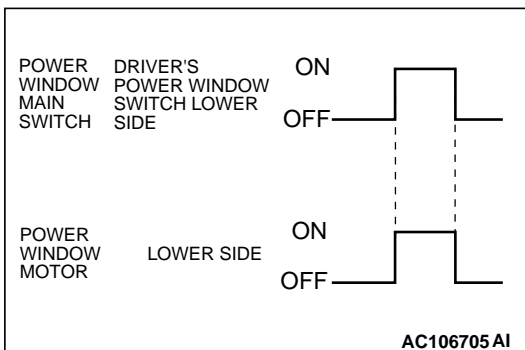 POWER WINDOW MAIN SWITCH
DRIVER'S POWER WINDOW SWITCH LOWER SIDE
ON
OFF
POWER WINDOW MOTOR
LOWER SIDE
ON
OFF
AC106705 AI